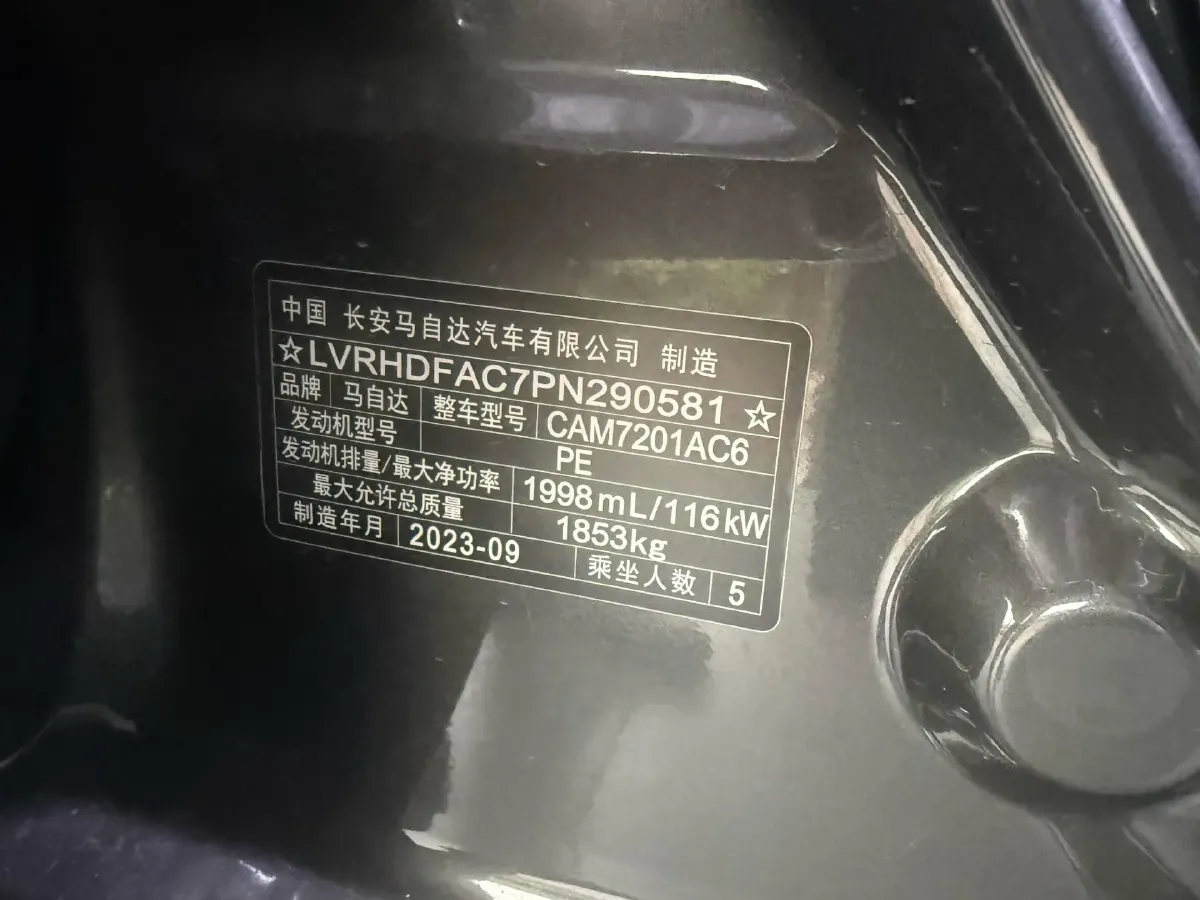 中国 长安马自达汽车有限公司 制造
☆LVRHDFAC7PN290581☆
品牌 马自达 整车型号 CAM7201AC6
发动机型号 PE
发动机排量/最大净功率 1998mL/116kW
最大允许总质量 1853kg
制造年月 2023-09 乘坐人数 5